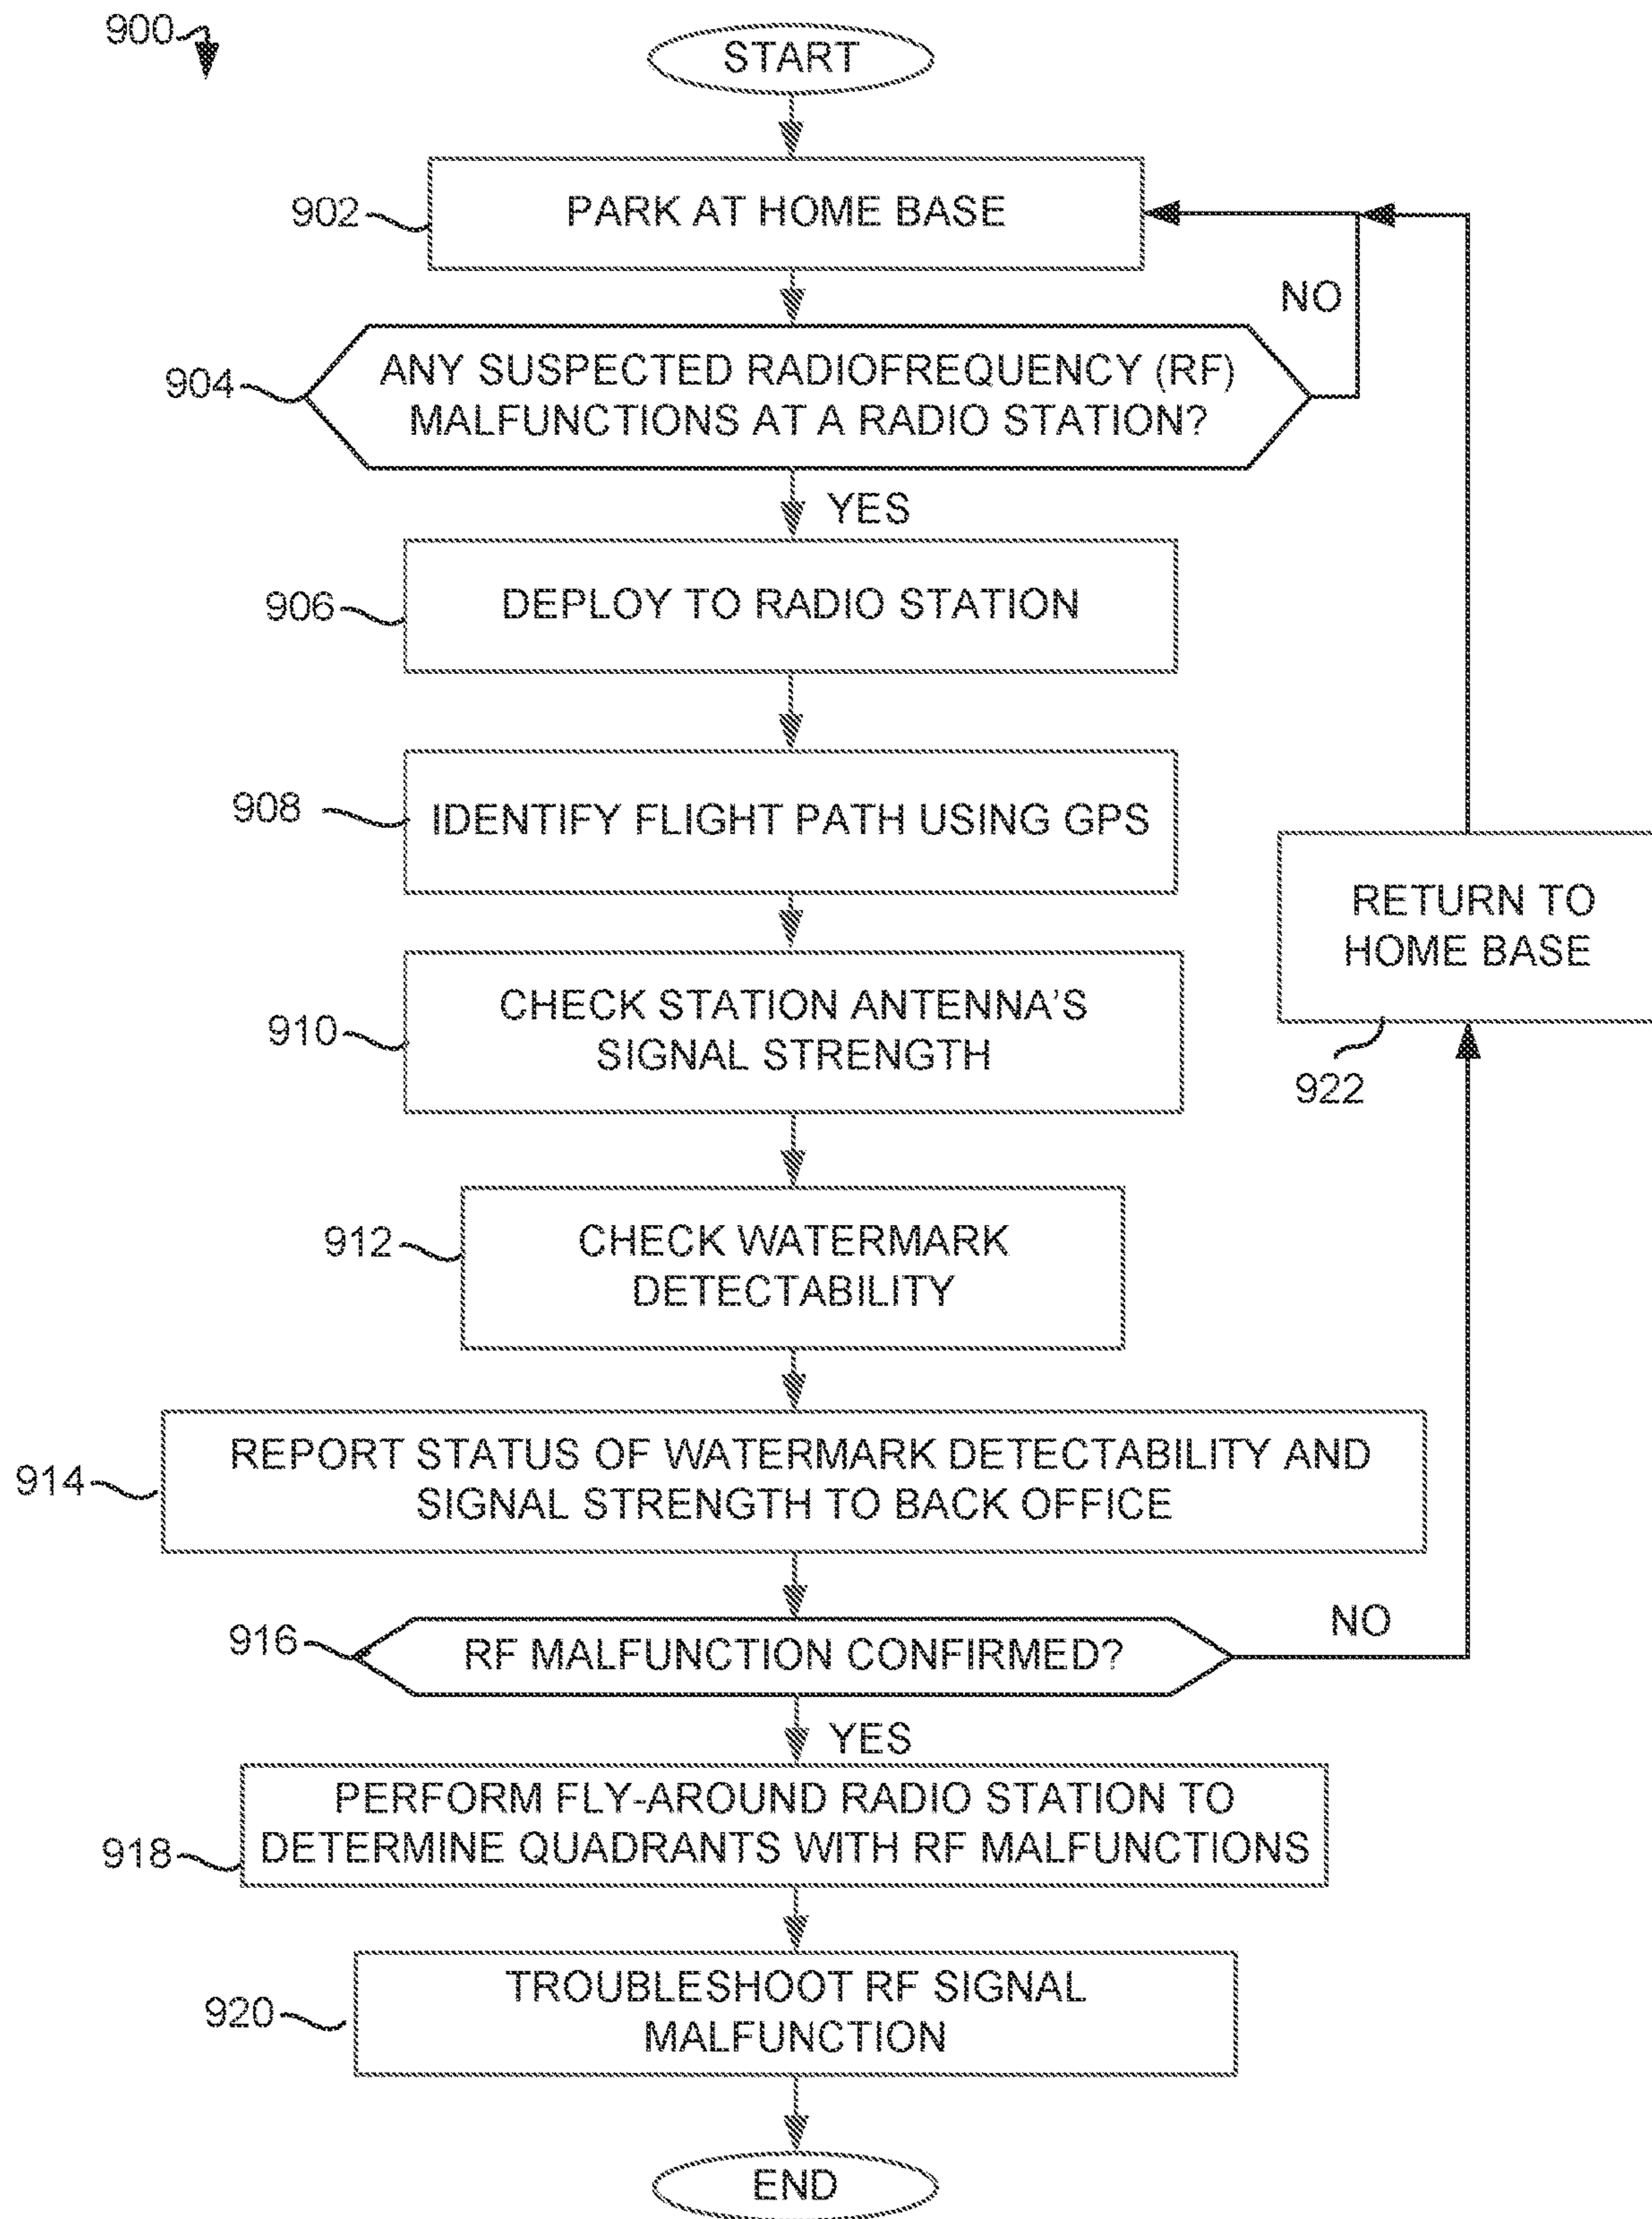 900
START
902
PARK AT HOME BASE
NO
904
ANY SUSPECTED RADIOFREQUENCY (RF)
MALFUNCTIONS AT A RADIO STATION?
YES
906
DEPLOY TO RADIO STATION
908
IDENTIFY FLIGHT PATH USING GPS
RETURN TO
HOME BASE
922
910
CHECK STATION ANTENNA'S
SIGNAL STRENGTH
912
CHECK WATERMARK
DETECTABILITY
914
REPORT STATUS OF WATERMARK DETECTABILITY AND
SIGNAL STRENGTH TO BACK OFFICE
916
RF MALFUNCTION CONFIRMED?
NO
YES
918
PERFORM FLY-AROUND RADIO STATION TO
DETERMINE QUADRANTS WITH RF MALFUNCTIONS
920
TROUBLESHOOT RF SIGNAL
MALFUNCTION
END